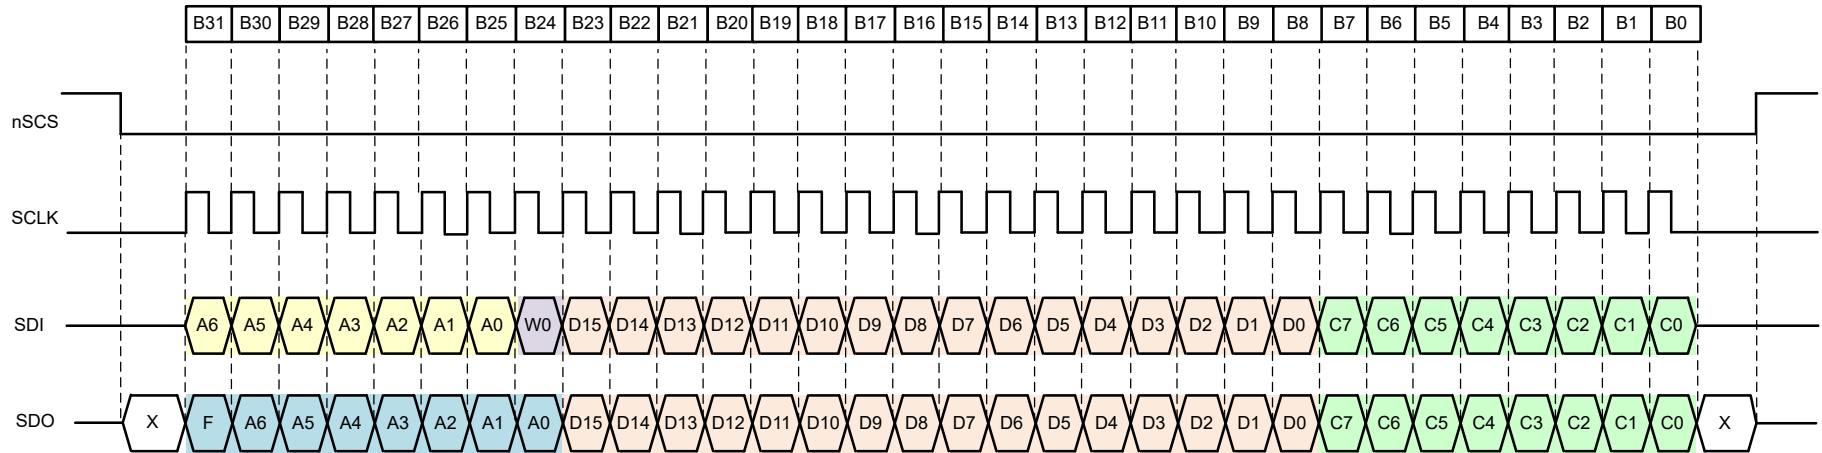 B31 B30 B29 B28 B27 B26 B25 B24 B23 B22 B21 B20 B19 B18 B17 B16 B15 B14 B13 B12 B11 B10 B9 B8 B7 B6 B5 B4 B3 B2 B1 B0
nSCS
SCLK
SDI A6 A5 A4 A3 A2 A1 A0 W0 D15 D14 D13 D12 D11 D10 D9 D8 D7 D6 D5 D4 D3 D2 D1 D0 C7 C6 C5 C4 C3 C2 C1 C0
SDO X F A6 A5 A4 A3 A2 A1 A0 D15 D14 D13 D12 D11 D10 D9 D8 D7 D6 D5 D4 D3 D2 D1 D0 C7 C6 C5 C4 C3 C2 C1 C0 X